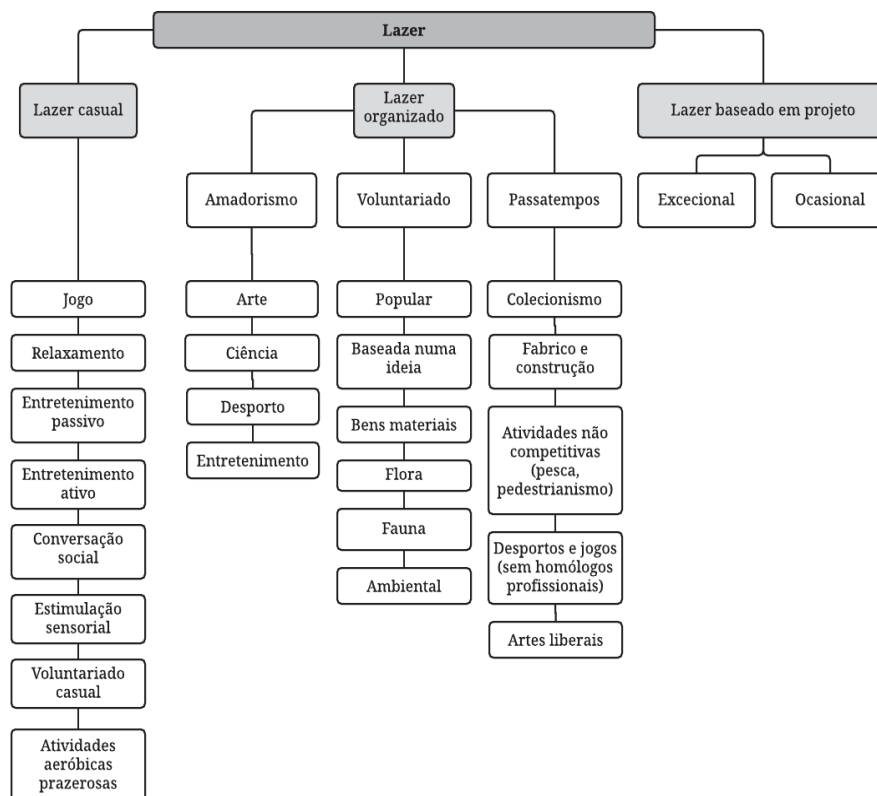 Lazer
Lazer casual
Lazer
organizado
Lazer baseado em projeto
Amadorismo
Voluntariado
Passatempos
Excecional
Ocasional
Jogo
Relaxamento
Entretenimento
passivo
Entretenimento
ativo
Conversação
social
Estimulação
sensorial
Voluntariado
casual
Atividades
aeróbicas
prazerosas
Arte
Ciência
Desporto
Entretenimento
Popular
Baseada numa
ideia
Bens materiais
Flora
Fauna
Ambiental
Colecionismo
Fabrico e
construção
Atividades não
competitivas
(pesca,
pedestrianismo)
Desportos e jogos
(sem homólogos
profissionais)
Artes liberais